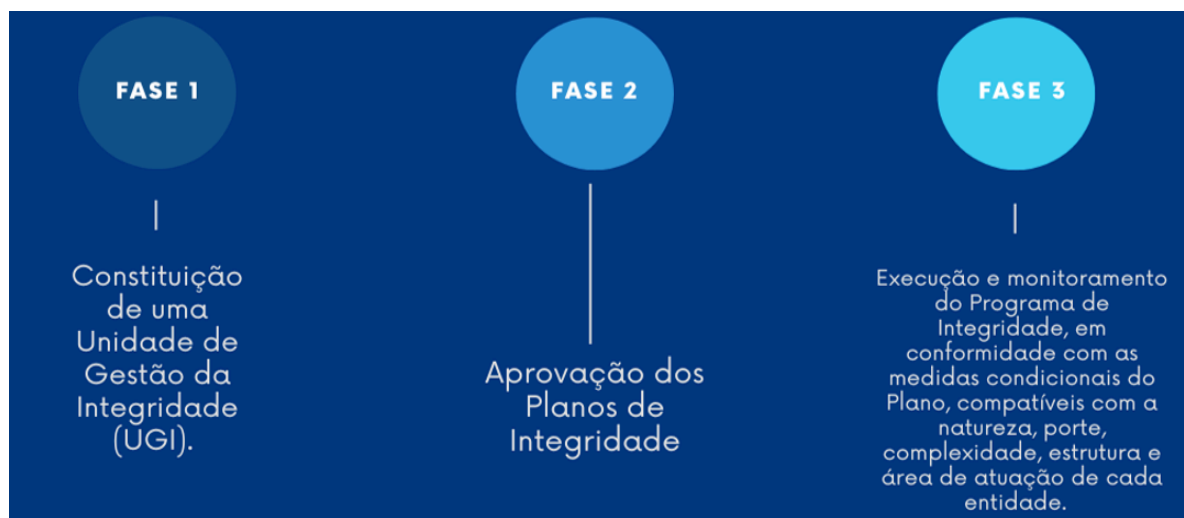 FASE 1
Constituição
de uma
Unidade de
Gestão da
Integridade
(UGI).
FASE 2
Aprovação dos
Planos de
Integridade
FASE 3
Execução e monitoramento
do Programa de
Integridade, em
conformidade com as
medidas condicionais do
Plano, compatíveis com a
natureza, porte,
complexidade, estrutura e
área de atuação de cada
entidade.